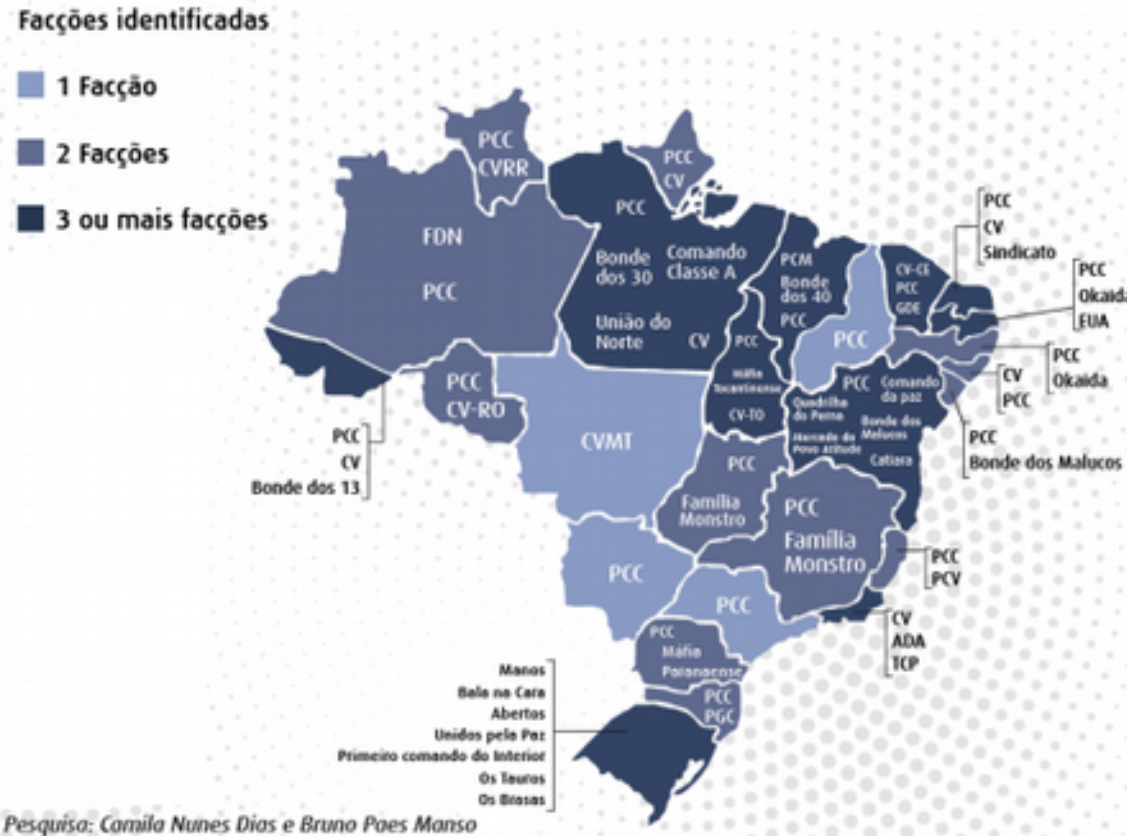 Facções identificadas
1 Facção
2 Facções
3 ou mais facções
PCC
CVRR
PCC
CV
FDN
PCC
PCC
Bonde
dos 30
Comando
Classe A
União do
Norte
CV
PCM
Bonde
dos 40
PCC
CV-CE
PCC
GDE
PCC
CV
Sindicato
PCC
Okaida
EUA
PCC
Okaida
CV
PCC
PCC
Bonde dos Malucos
PCC
PCC
Máfia
Tocantinense
CV-TO
PCC
Comando
da paz
Quadrilha
do Perna
Bonde dos
Melucos
Mercado do
Povo Atitude
Catiara
PCC
CV
Bonde dos 13
PCC
CV-RO
CVMT
PCC
Família
Monstro
PCC
Família
Monstro
PCC
PCV
PCC
PCC
CV
ADA
TCP
PCC
Máfia
Paranaense
PCC
PGC
Manos
Bala na Cara
Abertos
Unidos pela Paz
Primeiro comando do Interior
Os Tauros
Os Brasas
Pesquisa: Camila Nunes Dias e Bruno Paes Manso